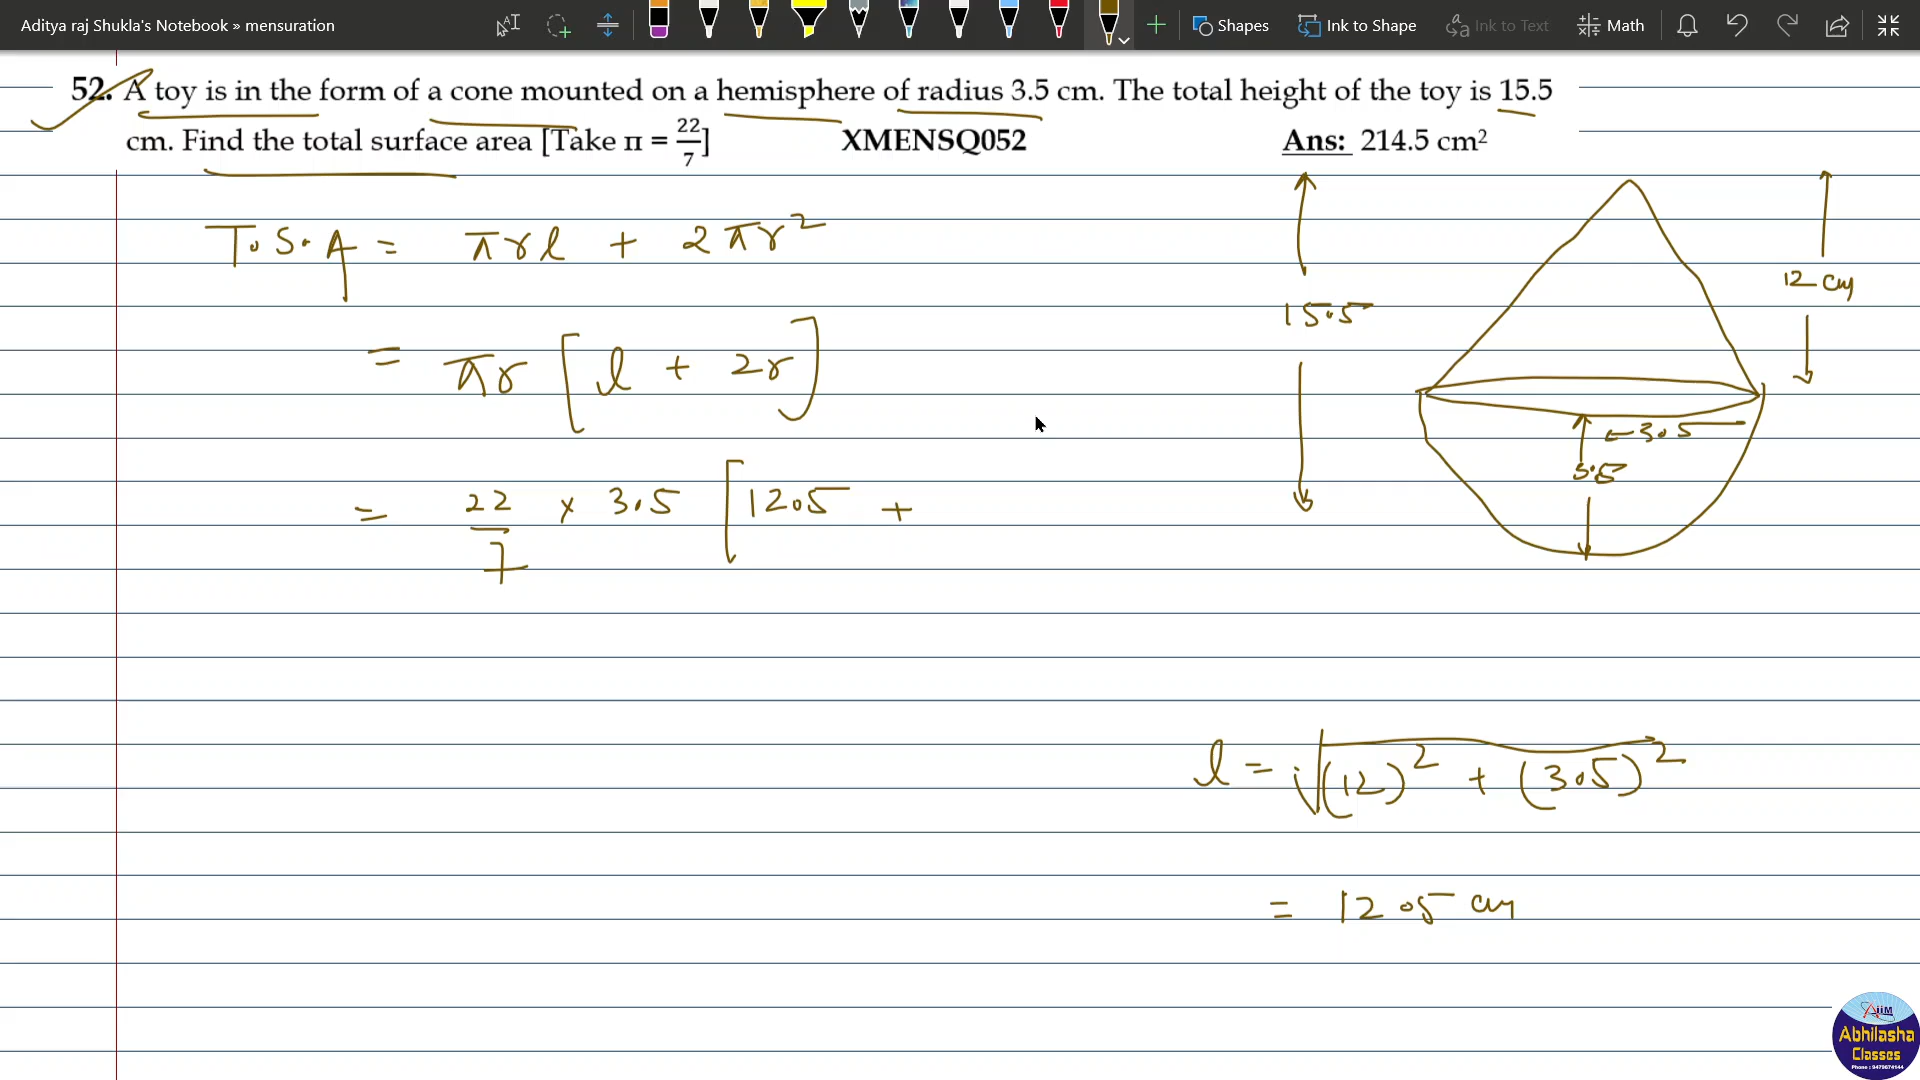 Aditya raj Shukla's Notebook » mensuration
Shapes
Ink to Shape
Ink to Text
Math
52. A toy is in the form of a cone mounted on a hemisphere of radius 3.5 cm. The total height of the toy is 15.5
cm. Find the total surface area [Take π = 22/7] XMENSQ052 Ans: 214.5 cm²
T.S.A = πrl + 2πr²
= πr [l + 2r]
= 22/7 × 3.5 [12.5 +
15.5
12 cm
3.5
3.5
l = √(12)² + (3.5)²
= 12.5 cm
AiiM
Abhilasha
Classes
Phone : 9479874144